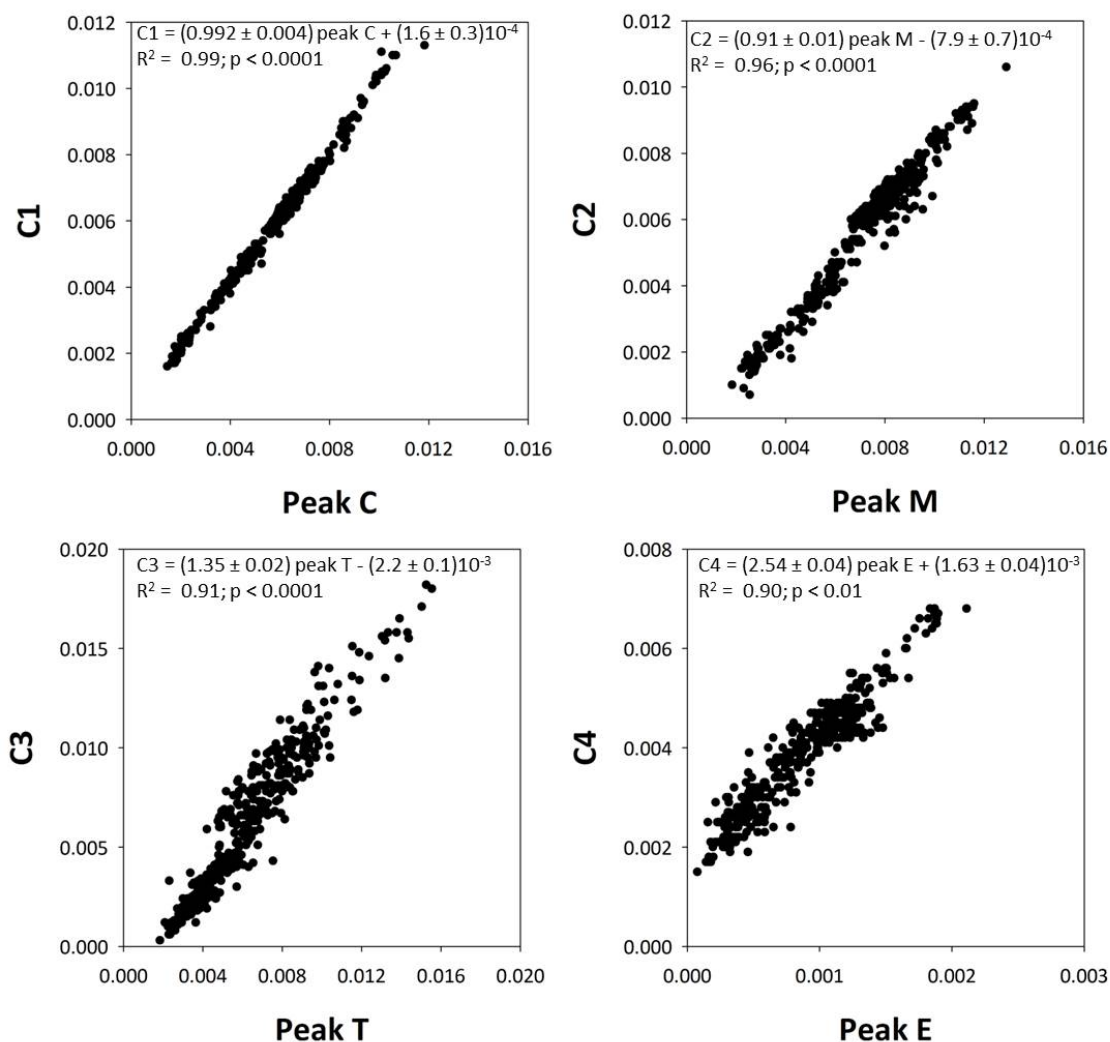 C1 = (0.992 ± 0.004) peak C + (1.6 ± 0.3)10⁻⁴
R² = 0.99; p < 0.0001
0.012
0.010
0.008
0.006
0.004
0.002
0.000
C1
0.000 0.004 0.008 0.012 0.016
Peak C
C2 = (0.91 ± 0.01) peak M - (7.9 ± 0.7)10⁻⁴
R² = 0.96; p < 0.0001
0.012
0.010
0.008
0.006
0.004
0.002
0.000
C2
0.000 0.004 0.008 0.012 0.016
Peak M
C3 = (1.35 ± 0.02) peak T - (2.2 ± 0.1)10⁻³
R² = 0.91; p < 0.0001
0.020
0.015
0.010
0.005
0.000
C3
0.000 0.004 0.008 0.012 0.016 0.020
Peak T
C4 = (2.54 ± 0.04) peak E + (1.63 ± 0.04)10⁻³
R² = 0.90; p < 0.01
0.008
0.006
0.004
0.002
0.000
C4
0.000 0.001 0.002 0.003
Peak E